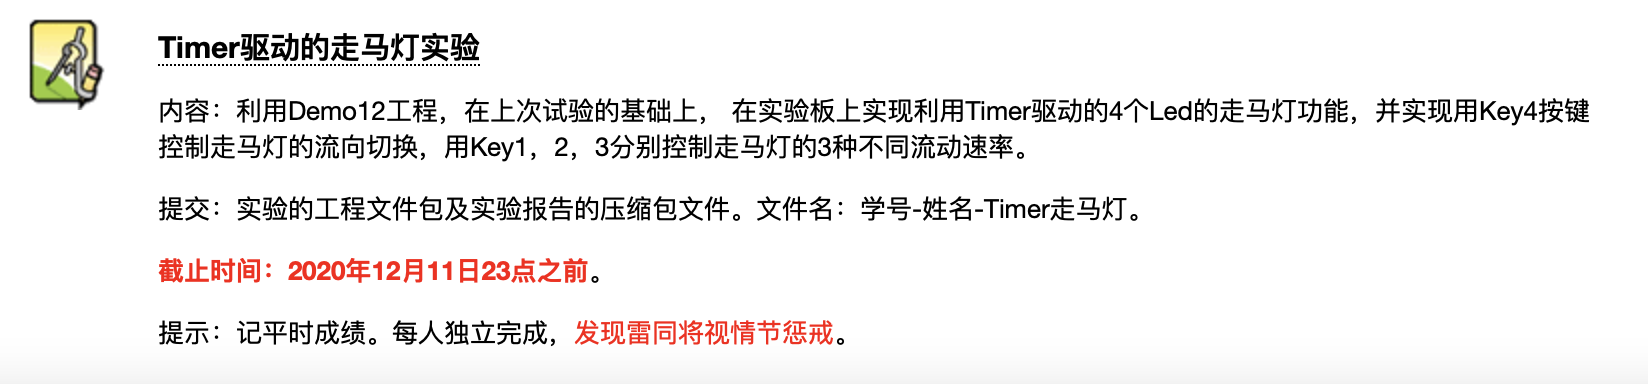 Timer驱动的走马灯实验
内容：利用Demo12工程，在上次试验的基础上， 在实验板上实现利用Timer驱动的4个Led的走马灯功能，并实现用Key4按键
控制走马灯的流向切换，用Key1，2，3分别控制走马灯的3种不同流动速率。
提交：实验的工程文件包及实验报告的压缩包文件。文件名：学号-姓名-Timer走马灯。
截止时间：2020年12月11日23点之前。
提示：记平时成绩。每人独立完成，发现雷同将视情节惩戒。